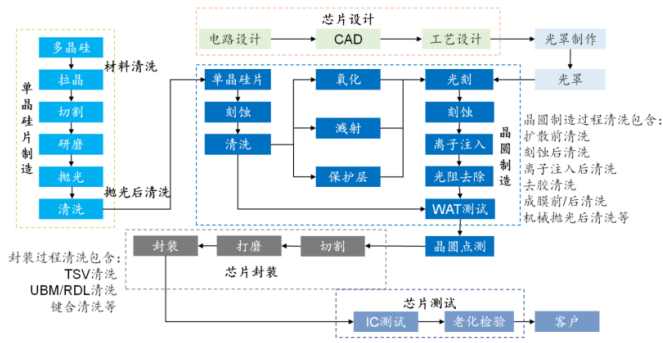 芯片设计
电路设计
CAD
工艺设计
光罩制作
光罩
单晶硅片制造
多晶硅
材料清洗
拉晶
切割
研磨
抛光
抛光后清洗
清洗
单晶硅片
刻蚀
清洗
氧化
溅射
保护层
光刻
刻蚀
离子注入
光阻去除
WAT测试
晶圆制造
晶圆制造过程清洗包含：
扩散前清洗
刻蚀后清洗
离子注入后清洗
去胶清洗
成膜前/后清洗
机械抛光后清洗等
晶圆点测
切割
打磨
封装
芯片封装
封装过程清洗包含：
TSV清洗
UBM/RDL清洗
键合清洗等
芯片测试
IC测试
老化检验
客户